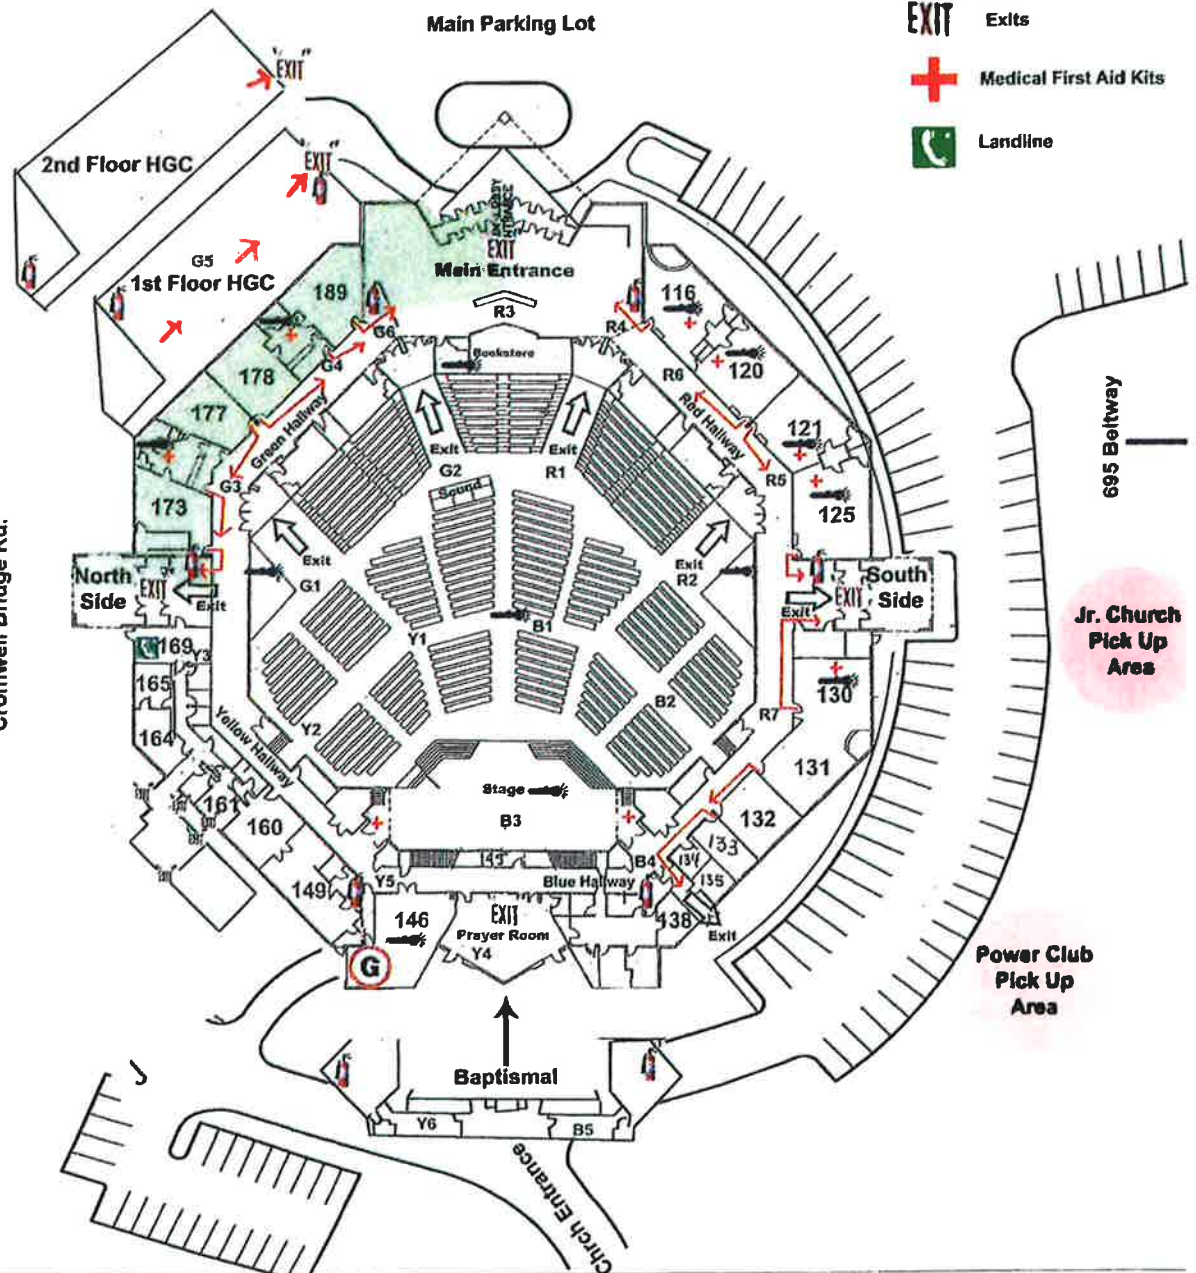 Main Parking Lot
EXIT Exits
Medical First Aid Kits
Landline
EXIT
2nd Floor HGC
EXIT
G5
1st Floor HGC
ENTRANCE
EXIT
Main Entrance
189
116
R3
G6
R4
Bookstore
G4
178
R6
120
177
Green Hallway
Red Hallway
121
Exit
G2
Exit
R1
G3
Sound
R5
173
125
695 Beltway
Cromwell Bridge Rd.
North
Side
EXIT
Exit
Exit
G1
Exit
R2
Exit
EXIT
South
Side
Jr. Church
Pick Up
Area
169
Y3
Y1
B1
165
130
164
Y2
B2
R7
Yellow Hallway
131
161
160
Stage
B3
132
133
134
135
149
Y5
B4
Blue Hallway
146
EXIT
Prayer Room
Y4
138
Exit
G
Power Club
Pick Up
Area
Baptismal
Y6
B5
Chrch Entrance